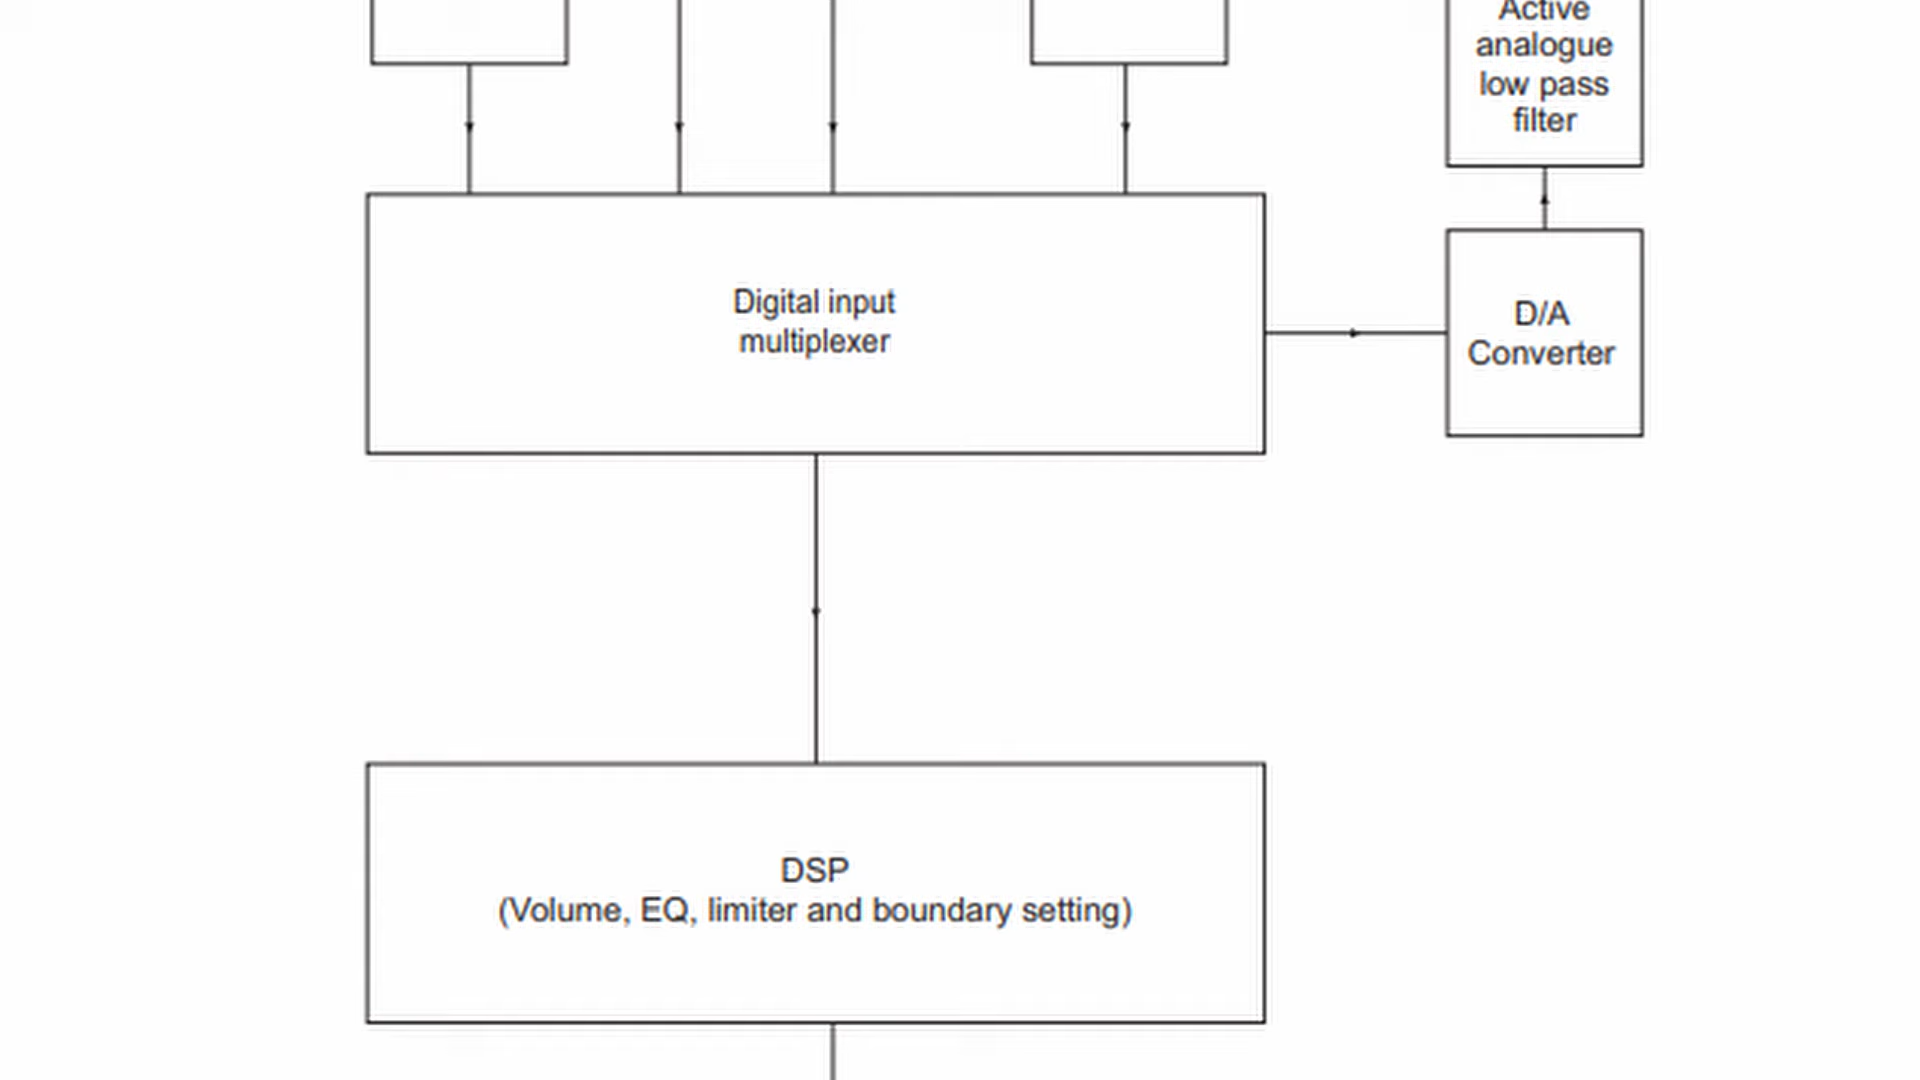 Active
analogue
low pass
filter
Digital input
multiplexer
D/A
Converter
DSP
(Volume, EQ, limiter and boundary setting)